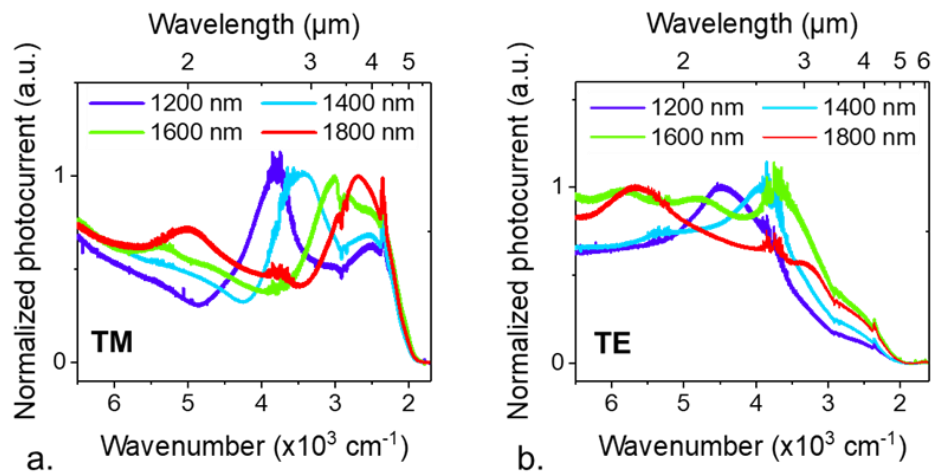 Wavelength (µm)
2 3 4 5
Normalized photocurrent (a.u.)
1200 nm 1400 nm
1600 nm 1800 nm
1
0
TM
6 5 4 3 2
Wavenumber (x10³ cm⁻¹)
a.
Wavelength (µm)
2 3 4 5 6
Normalized photocurrent (a.u.)
1200 nm 1400 nm
1600 nm 1800 nm
1
0
TE
6 5 4 3 2
Wavenumber (x10³ cm⁻¹)
b.